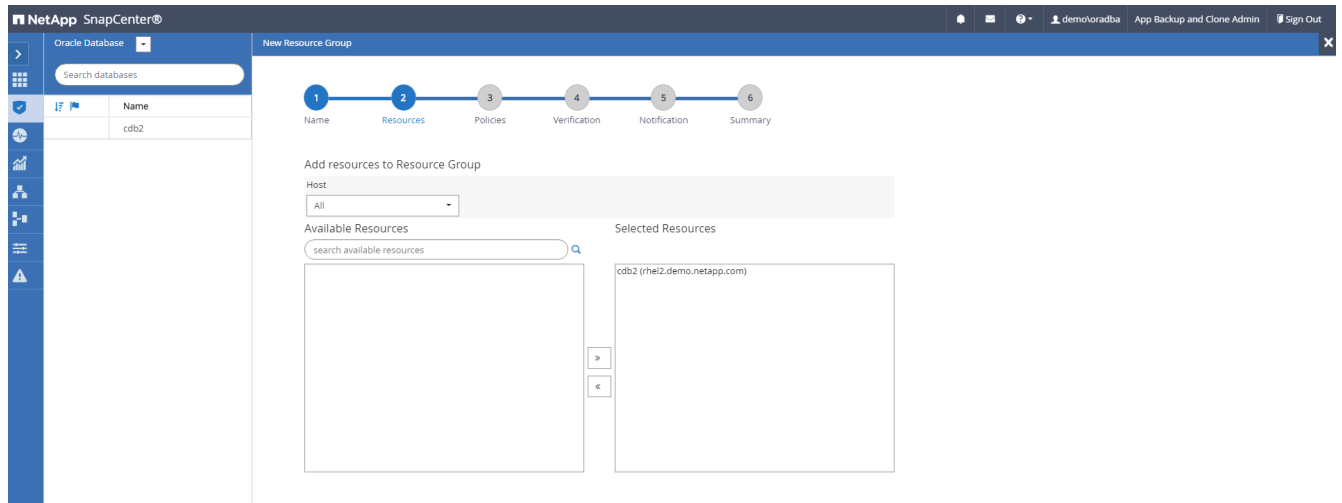 NetApp SnapCenter®
demo\oradba App Backup and Clone Admin Sign Out
Oracle Database
New Resource Group
Search databases
Name
cdb2
1 2 3 4 5 6
Name Resources Policies Verification Notification Summary
Add resources to Resource Group
Host
All
Available Resources
Selected Resources
search available resources
cdb2 (rhel2.demo.netapp.com)